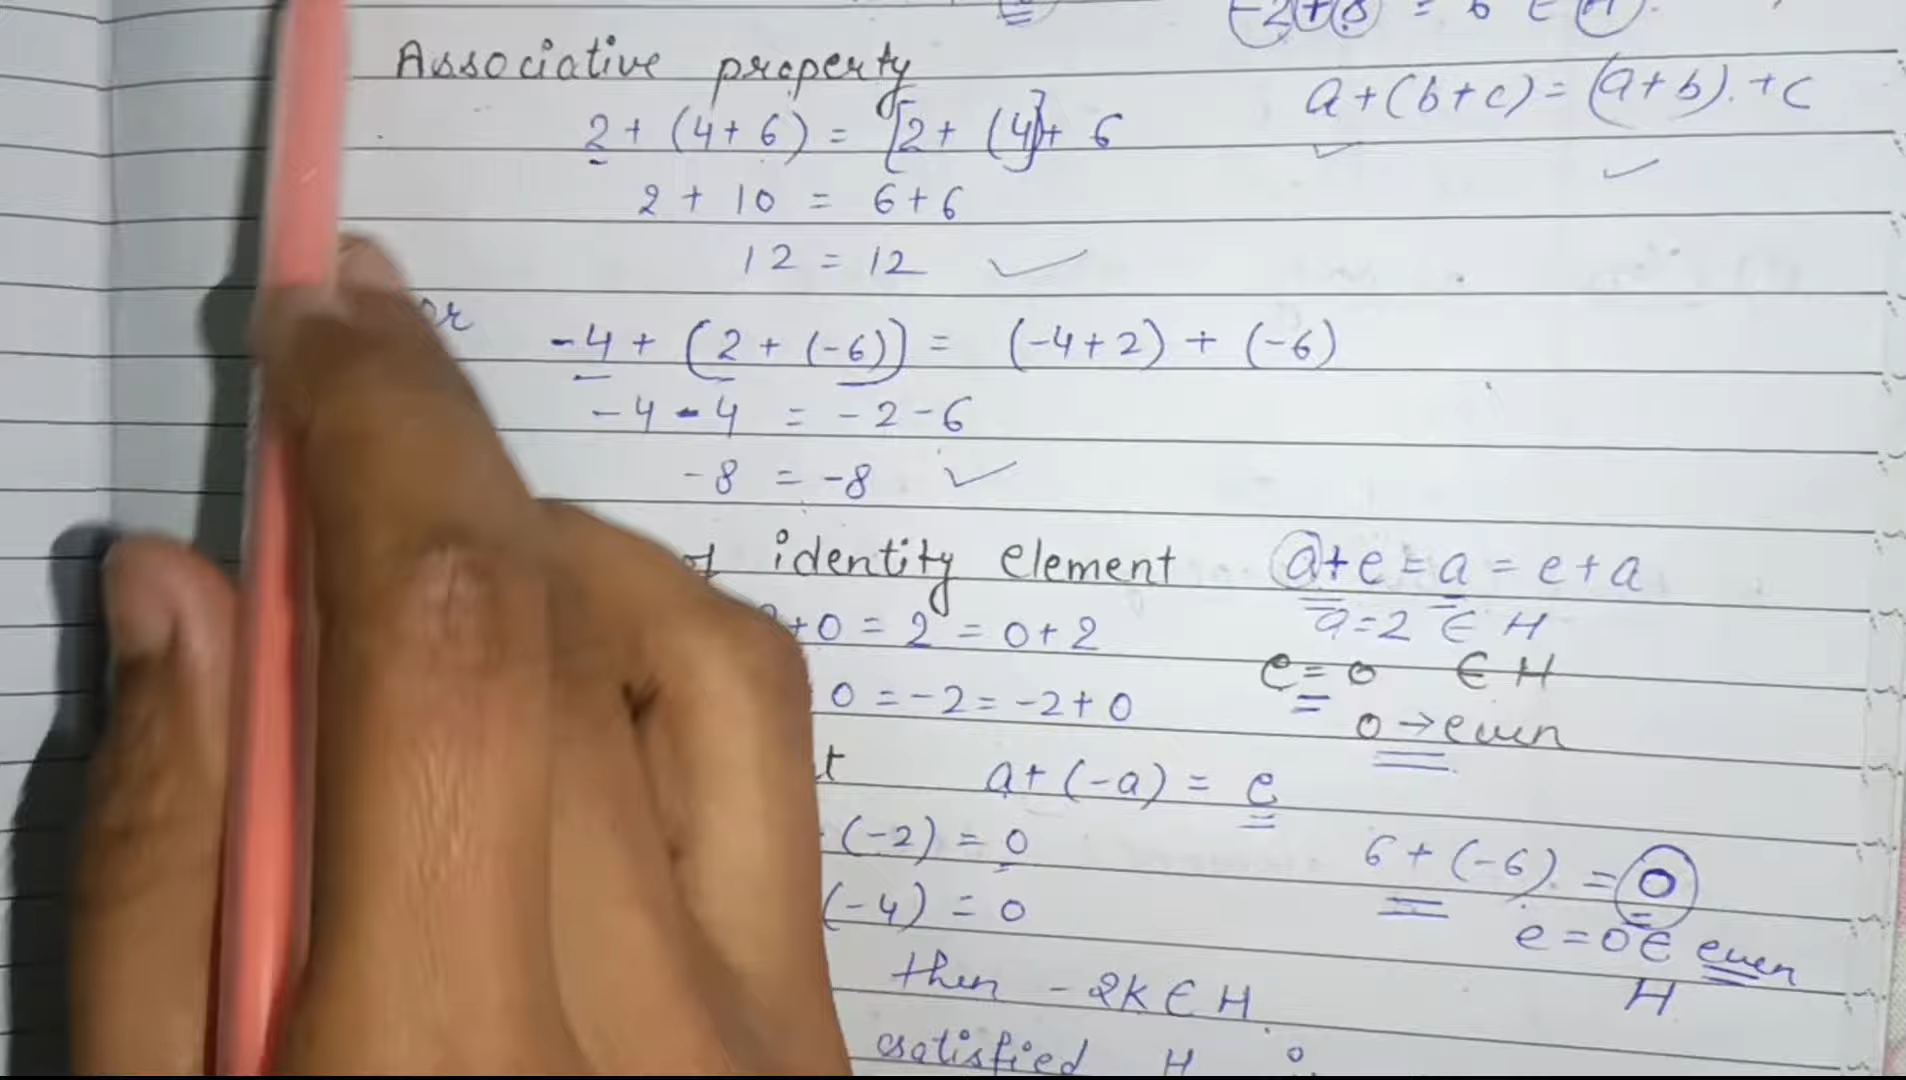 -2+8 = 6 ∈ H
Associative property
a+(b+c)=(a+b).+c
2 + (4+6) = [2+ (4]+ 6
2 + 10 = 6+6
12 = 12 ✓
or
-4 + (2 + (-6)) = (-4+2) + (-6)
-4 - 4 = -2-6
-8 = -8 ✓
of identity element a+e = a = e+a
+0 = 2 = 0+2 a=2 ∈ H
e = 0 ∈ H
0 = -2 = -2+0
0 → even
t a+(-a) = e
(-2) = 0 6 + (-6) = 0
(-4) = 0
e = 0 ∈ even
H
then -2K ∈ H
satisfied H